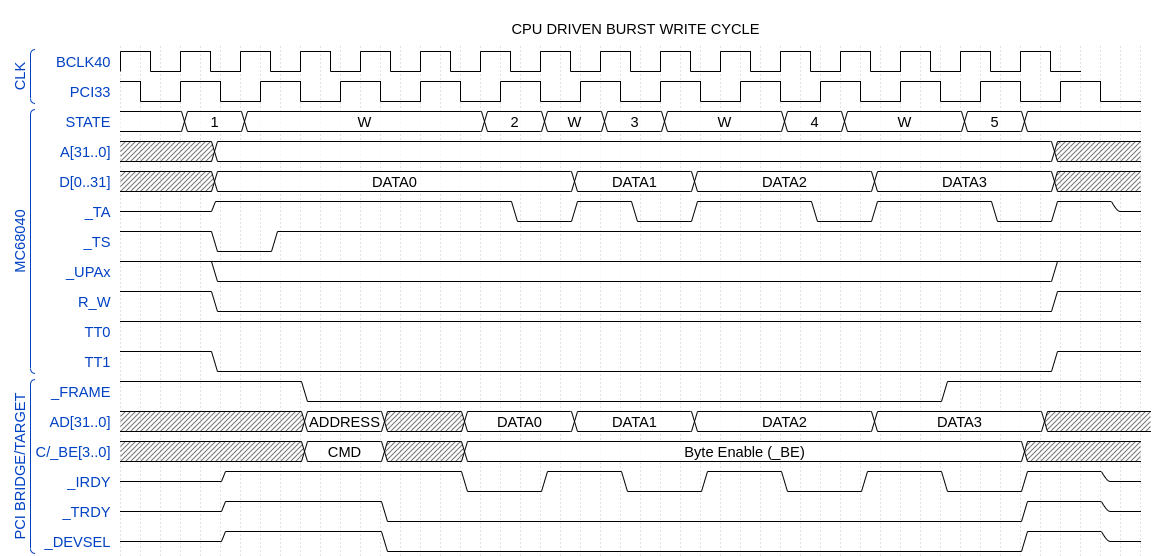 CPU DRIVEN BURST WRITE CYCLE
CLK
BCLK40
PCI33
MC68040
STATE 1 W 2 W 3 W 4 W 5
A[31..0]
D[0..31] DATA0 DATA1 DATA2 DATA3
_TA
_TS
_UPAx
R_W
TT0
TT1
PCI BRIDGE/TARGET
_FRAME
AD[31..0] ADDRESS DATA0 DATA1 DATA2 DATA3
C/_BE[3..0] CMD Byte Enable (_BE)
_IRDY
_TRDY
_DEVSEL